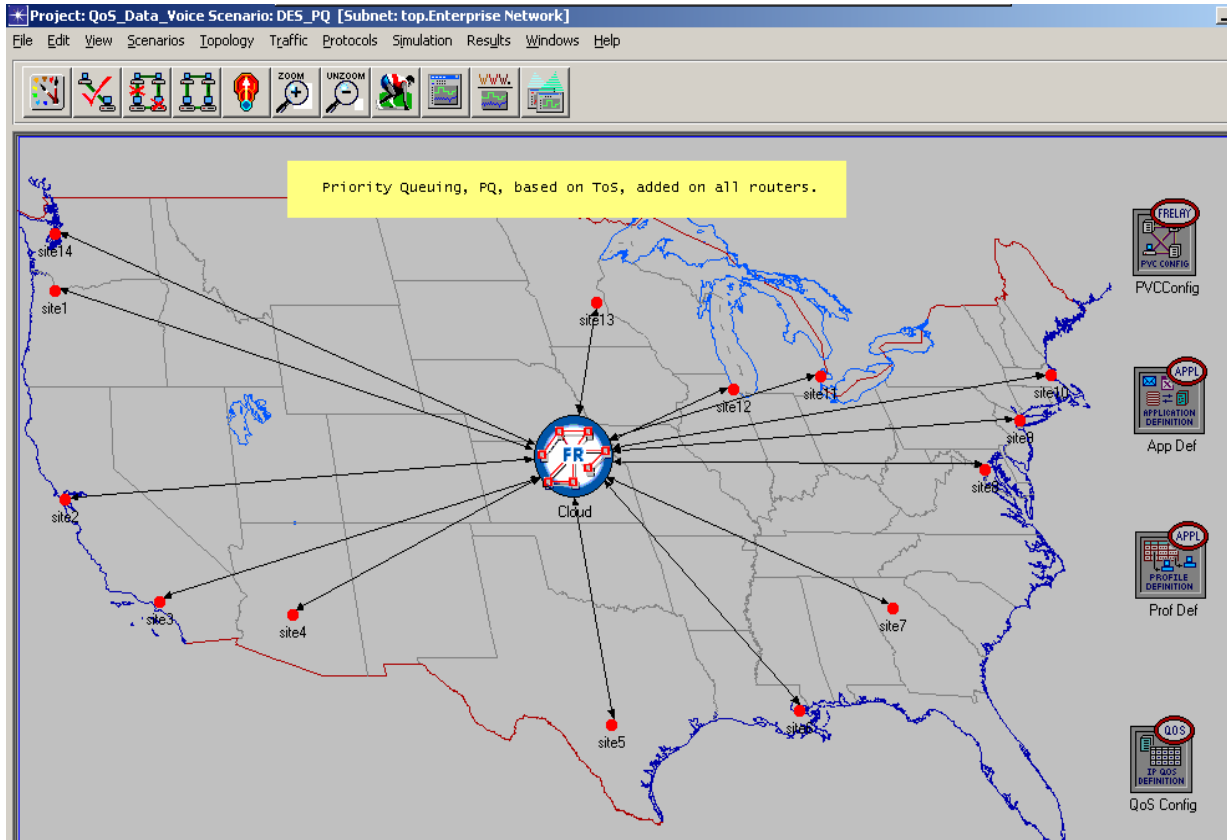 Project: QoS_Data_Voice Scenario: DES_PQ [Subnet: top.Enterprise Network]
File Edit View Scenarios Topology Traffic Protocols Simulation Results Windows Help
ZOOM
UNZOOM
WWW.
Priority Queuing, PQ, based on ToS, added on all routers.
FRELAY
PVC CONFIG
PVCConfig
site14
site1
site13
site12
site11
site10
site9
site8
APPL
APPLICATION
DEFINITION
App Def
FR
Cloud
site2
site3
site4
site5
site6
site7
APPL
PROFILE
DEFINITION
Prof Def
QOS
IP QOS
DEFINITION
QoS Config